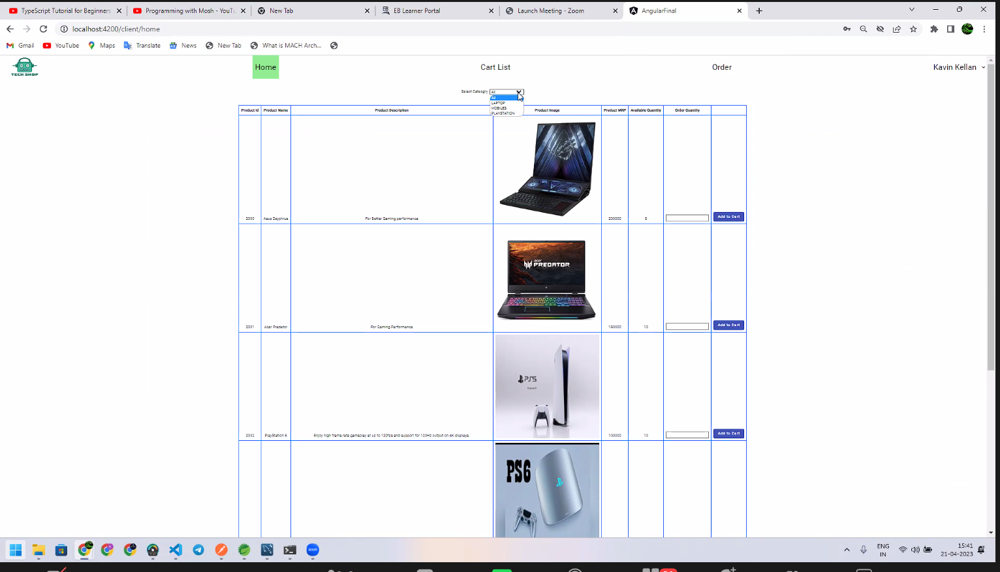 TypeScript Tutorial for Beginners
Programming with Mosh - YouTu
New Tab
EB Learner Portal
Launch Meeting - Zoom
AngularFinal
localhost:4200/client/home
Gmail
YouTube
Maps
Translate
News
New Tab
What is MACH Arch...
TECH SHOP
Home
Cart List
Order
Kavin Kellan
Select Cateogry
All
All
LAPTOP
MOBILES
PLAYSTATION
Product Id Product Name Product Description Product Image Product MRP Available Quantity Order Quantity
2000 Asus Zeyphrus For Better Gaming performance 200000 8 Add to Cart
acer
PREDATOR
2001 Acer Predator For Gaming Performance 150000 10 Add to Cart
PS5
2002 PlayStation 5 Enjoy high frame rate gameplay at up to 120fps and support for 120Hz output on 4K displays. 100000 10 Add to Cart
PS6
zoom
ENG
IN
15:41
21-04-2023